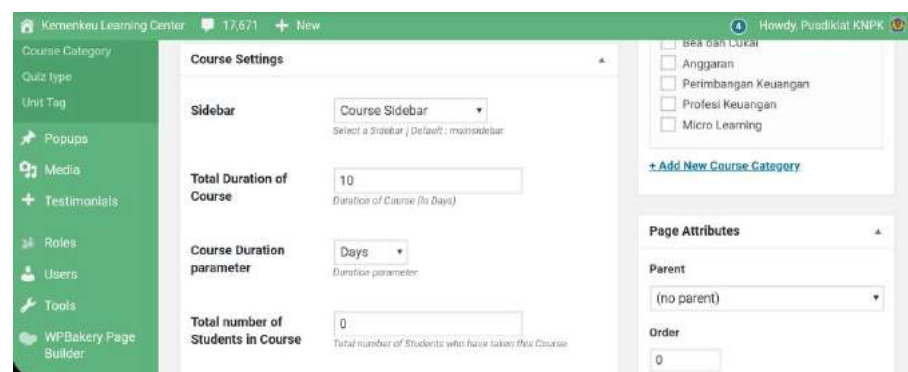 Kemenkeu Learning Center 17,671 + New
4 Howdy, Pusdiklat KNPK
Course Category
Quiz type
Unit Tag
Popups
Media
Testimonials
Roles
Users
Tools
WPBakery Page
Builder
Course Settings
Sidebar
Course Sidebar
Select a Sidebar | Default : mainsidebar
Total Duration of
Course
10
Duration of Course (In Days)
Course Duration
parameter
Days
Duration parameter
Total number of
Students in Course
0
Total number of Students who have taken this Course
Bea dan Cukai
Anggaran
Perimbangan Keuangan
Profesi Keuangan
Micro Learning
+ Add New Course Category
Page Attributes
Parent
(no parent)
Order
0